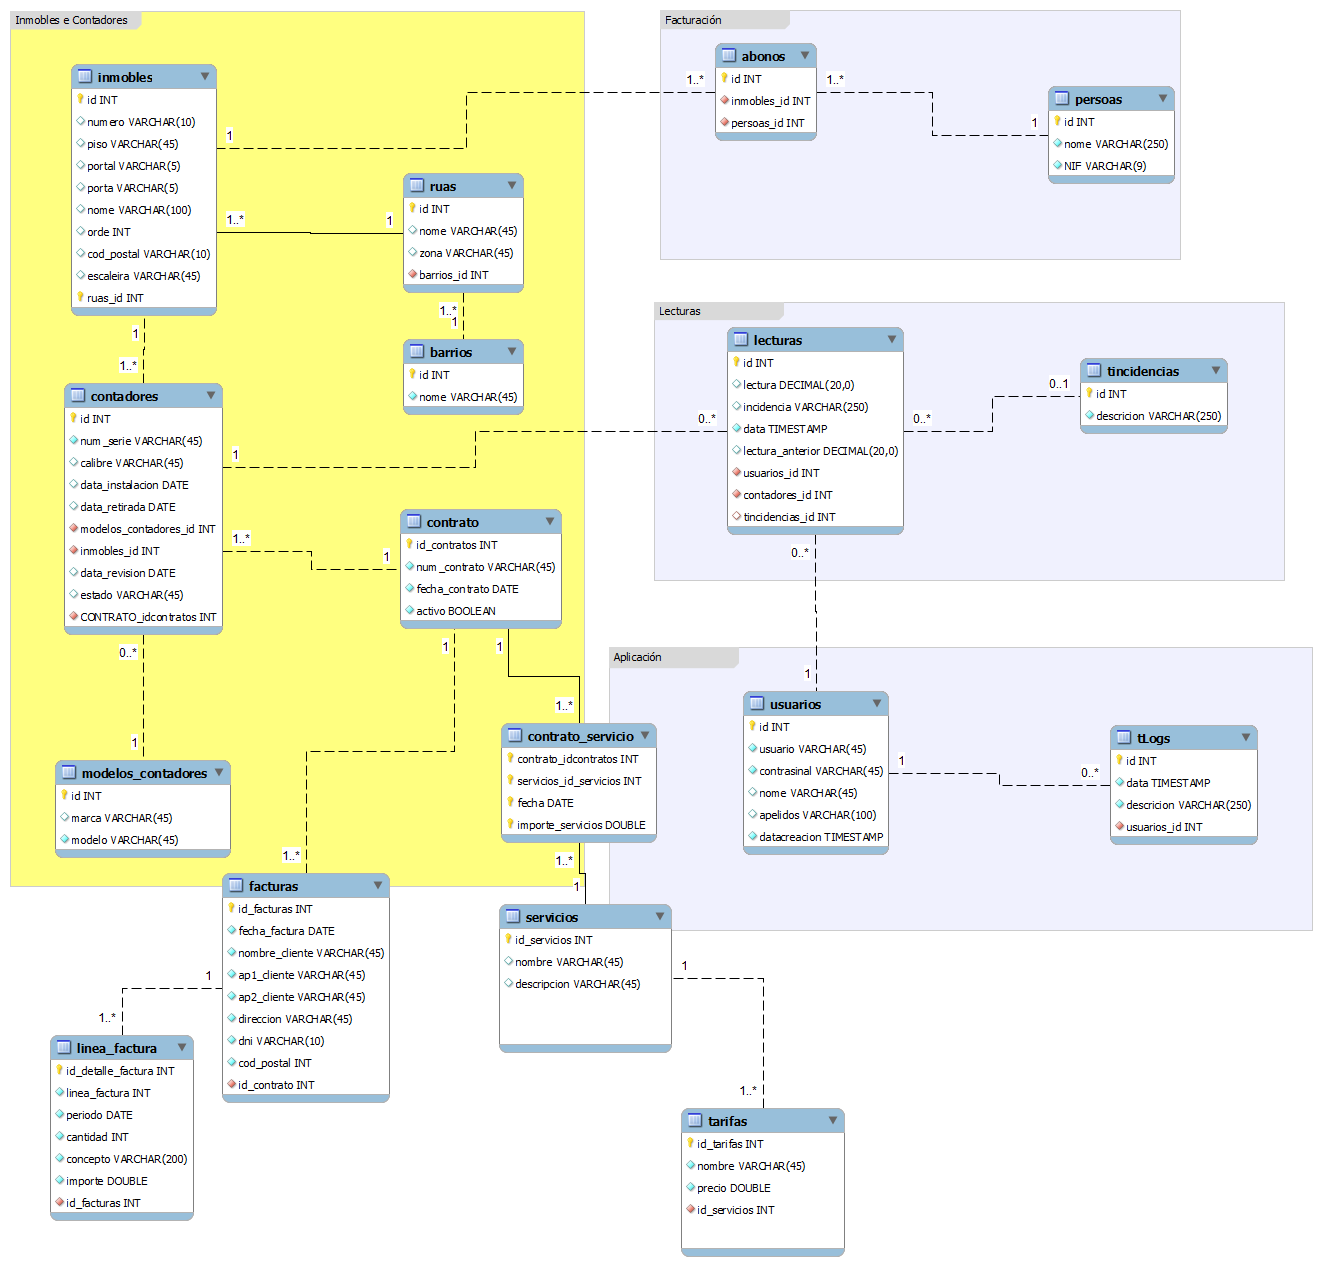 Inmobles e Contadores
inmobles
id INT
numero VARCHAR(10)
piso VARCHAR(45)
portal VARCHAR(5)
porta VARCHAR(5)
nome VARCHAR(100)
orde INT
cod_postal VARCHAR(10)
escaleira VARCHAR(45)
ruas_id INT
1
1..*
1
1..*
1
ruas
id INT
nome VARCHAR(45)
zona VARCHAR(45)
barrios_id INT
1..*
1
barrios
id INT
nome VARCHAR(45)
contadores
id INT
num_serie VARCHAR(45)
calibre VARCHAR(45)
data_instalacion DATE
data_retirada DATE
modelos_contadores_id INT
inmobles_id INT
data_revision DATE
estado VARCHAR(45)
CONTRATO_idcontratos INT
1
1..*
1
0..*
1
contrato
id_contratos INT
num_contrato VARCHAR(45)
fecha_contrato DATE
activo BOOLEAN
1
1
1..*
1..*
modelos_contadores
id INT
marca VARCHAR(45)
modelo VARCHAR(45)
contrato_servicio
contrato_idcontratos INT
servicios_id_servicios INT
fecha DATE
importe_servicios DOUBLE
1..*
1
Facturación
abonos
id INT
inmobles_id INT
persoas_id INT
1..*
1..*
1
persoas
id INT
nome VARCHAR(250)
NIF VARCHAR(9)
Lecturas
lecturas
id INT
lectura DECIMAL(20,0)
incidencia VARCHAR(250)
data TIMESTAMP
lectura_anterior DECIMAL(20,0)
usuarios_id INT
contadores_id INT
tincidencias_id INT
0..*
0..*
0..1
0..*
1
tincidencias
id INT
descricion VARCHAR(250)
Aplicación
usuarios
id INT
usuario VARCHAR(45)
contrasinal VARCHAR(45)
nome VARCHAR(45)
apelidos VARCHAR(100)
datacreacion TIMESTAMP
1
0..*
tLogs
id INT
data TIMESTAMP
descricion VARCHAR(250)
usuarios_id INT
facturas
id_facturas INT
fecha_factura DATE
nombre_cliente VARCHAR(45)
ap1_cliente VARCHAR(45)
ap2_cliente VARCHAR(45)
direccion VARCHAR(45)
dni VARCHAR(10)
cod_postal INT
id_contrato INT
1
1..*
linea_factura
id_detalle_factura INT
linea_factura INT
periodo DATE
cantidad INT
concepto VARCHAR(200)
importe DOUBLE
id_facturas INT
servicios
id_servicios INT
nombre VARCHAR(45)
descripcion VARCHAR(45)
1
1..*
tarifas
id_tarifas INT
nombre VARCHAR(45)
precio DOUBLE
id_servicios INT